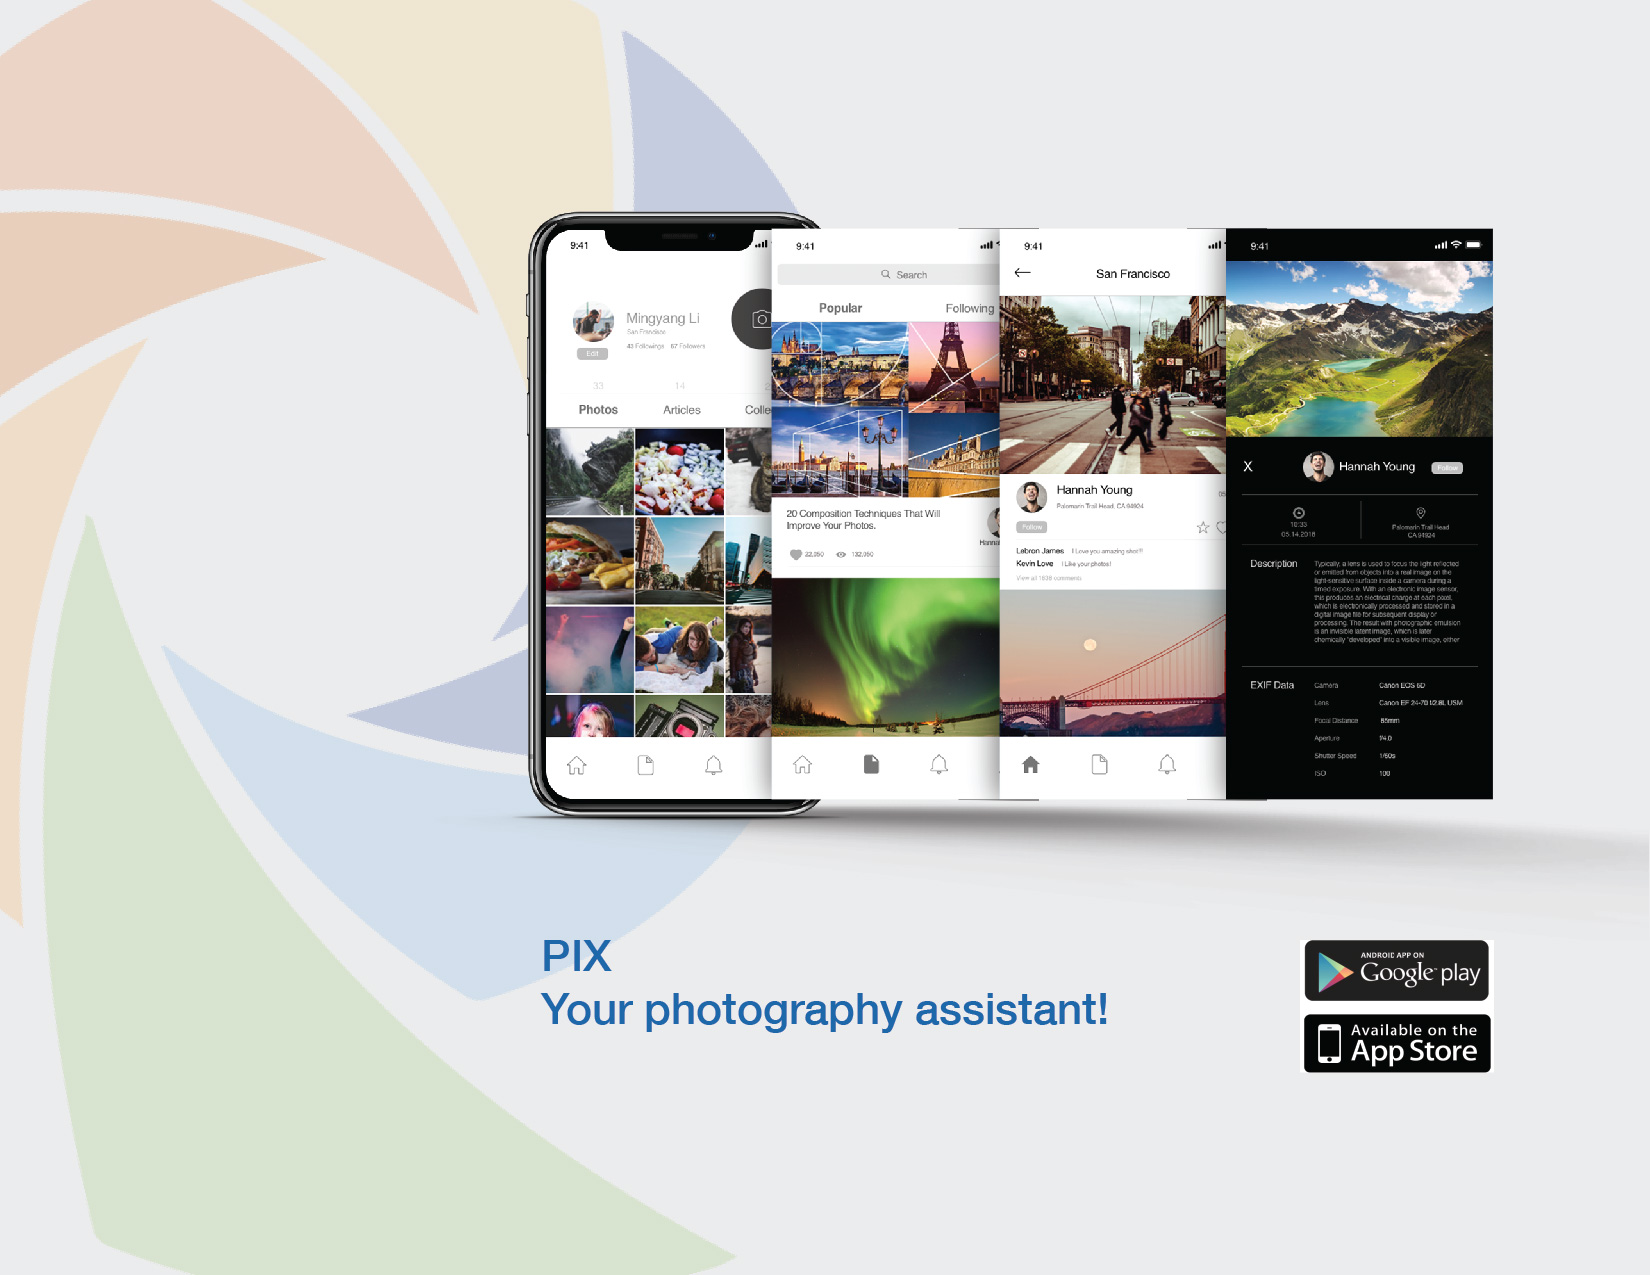 9:41
Mingyang Li
San Francisco
43 Followings 67 Followers
Edit
33 14 2
Photos Articles Colle
9:41
Search
Popular Following
20 Composition Techniques That Will
Improve Your Photos.
Hanna
22,050 132,050
9:41
San Francisco
Hannah Young
Palomarin Trail Head, CA 94924
Follow
Lebron James I Love you amazing shot!!!
Kevin Love I Like your photos!
View all 1838 comments
9:41
X Hannah Young Follow
10:33
05.14.2018
Palomarin Trail Head
CA 94924
Description
Typically, a lens is used to focus the light reflected
or emitted from objects into a real image on the
light-sensitive surface inside a camera during a
timed exposure. With an electronic image sensor,
this produces an electrical charge at each pixel,
which is electronically processed and stored in a
digital image file for subsequent display or
processing. The result with photographic emulsion
is an invisible latent image, which is later
chemically "developed" into a visible image, either
EXIF Data
Camera Canon EOS 6D
Lens Canon EF 24-70 f/2.8L USM
Focal Distance 65mm
Aperture f/4.0
Shutter Speed 1/60s
ISO 100
PIX
Your photography assistant!
ANDROID APP ON
Google play
Available on the
App Store